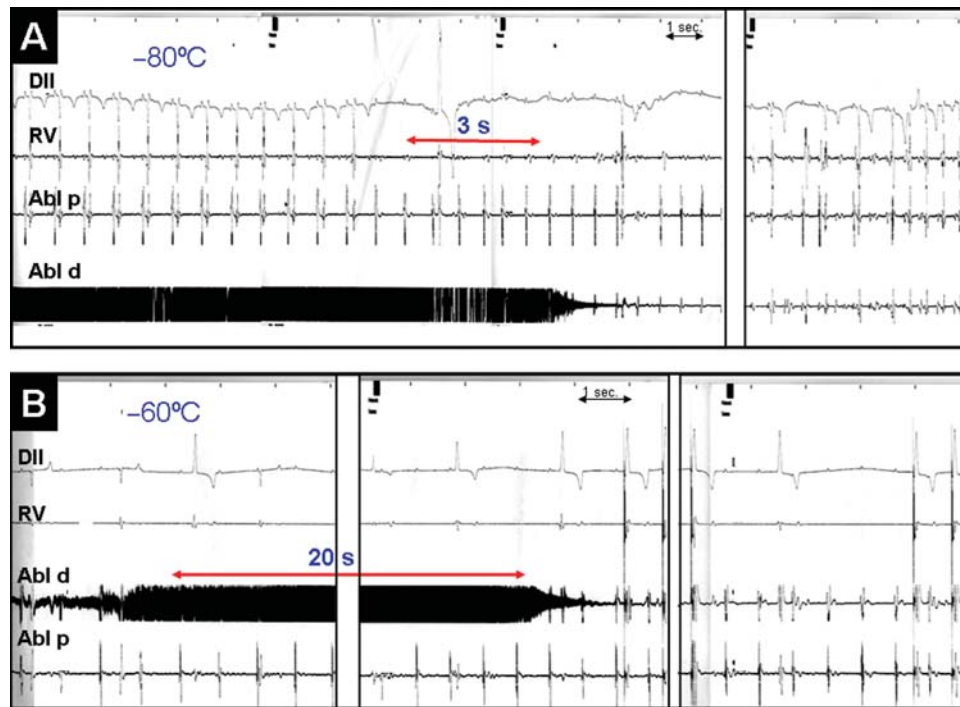 A
–80ºC
1 sec.
DII
RV
3 s
Abl p
Abl d
B
–60ºC
1 sec.
DII
RV
20 s
Abl d
Abl p